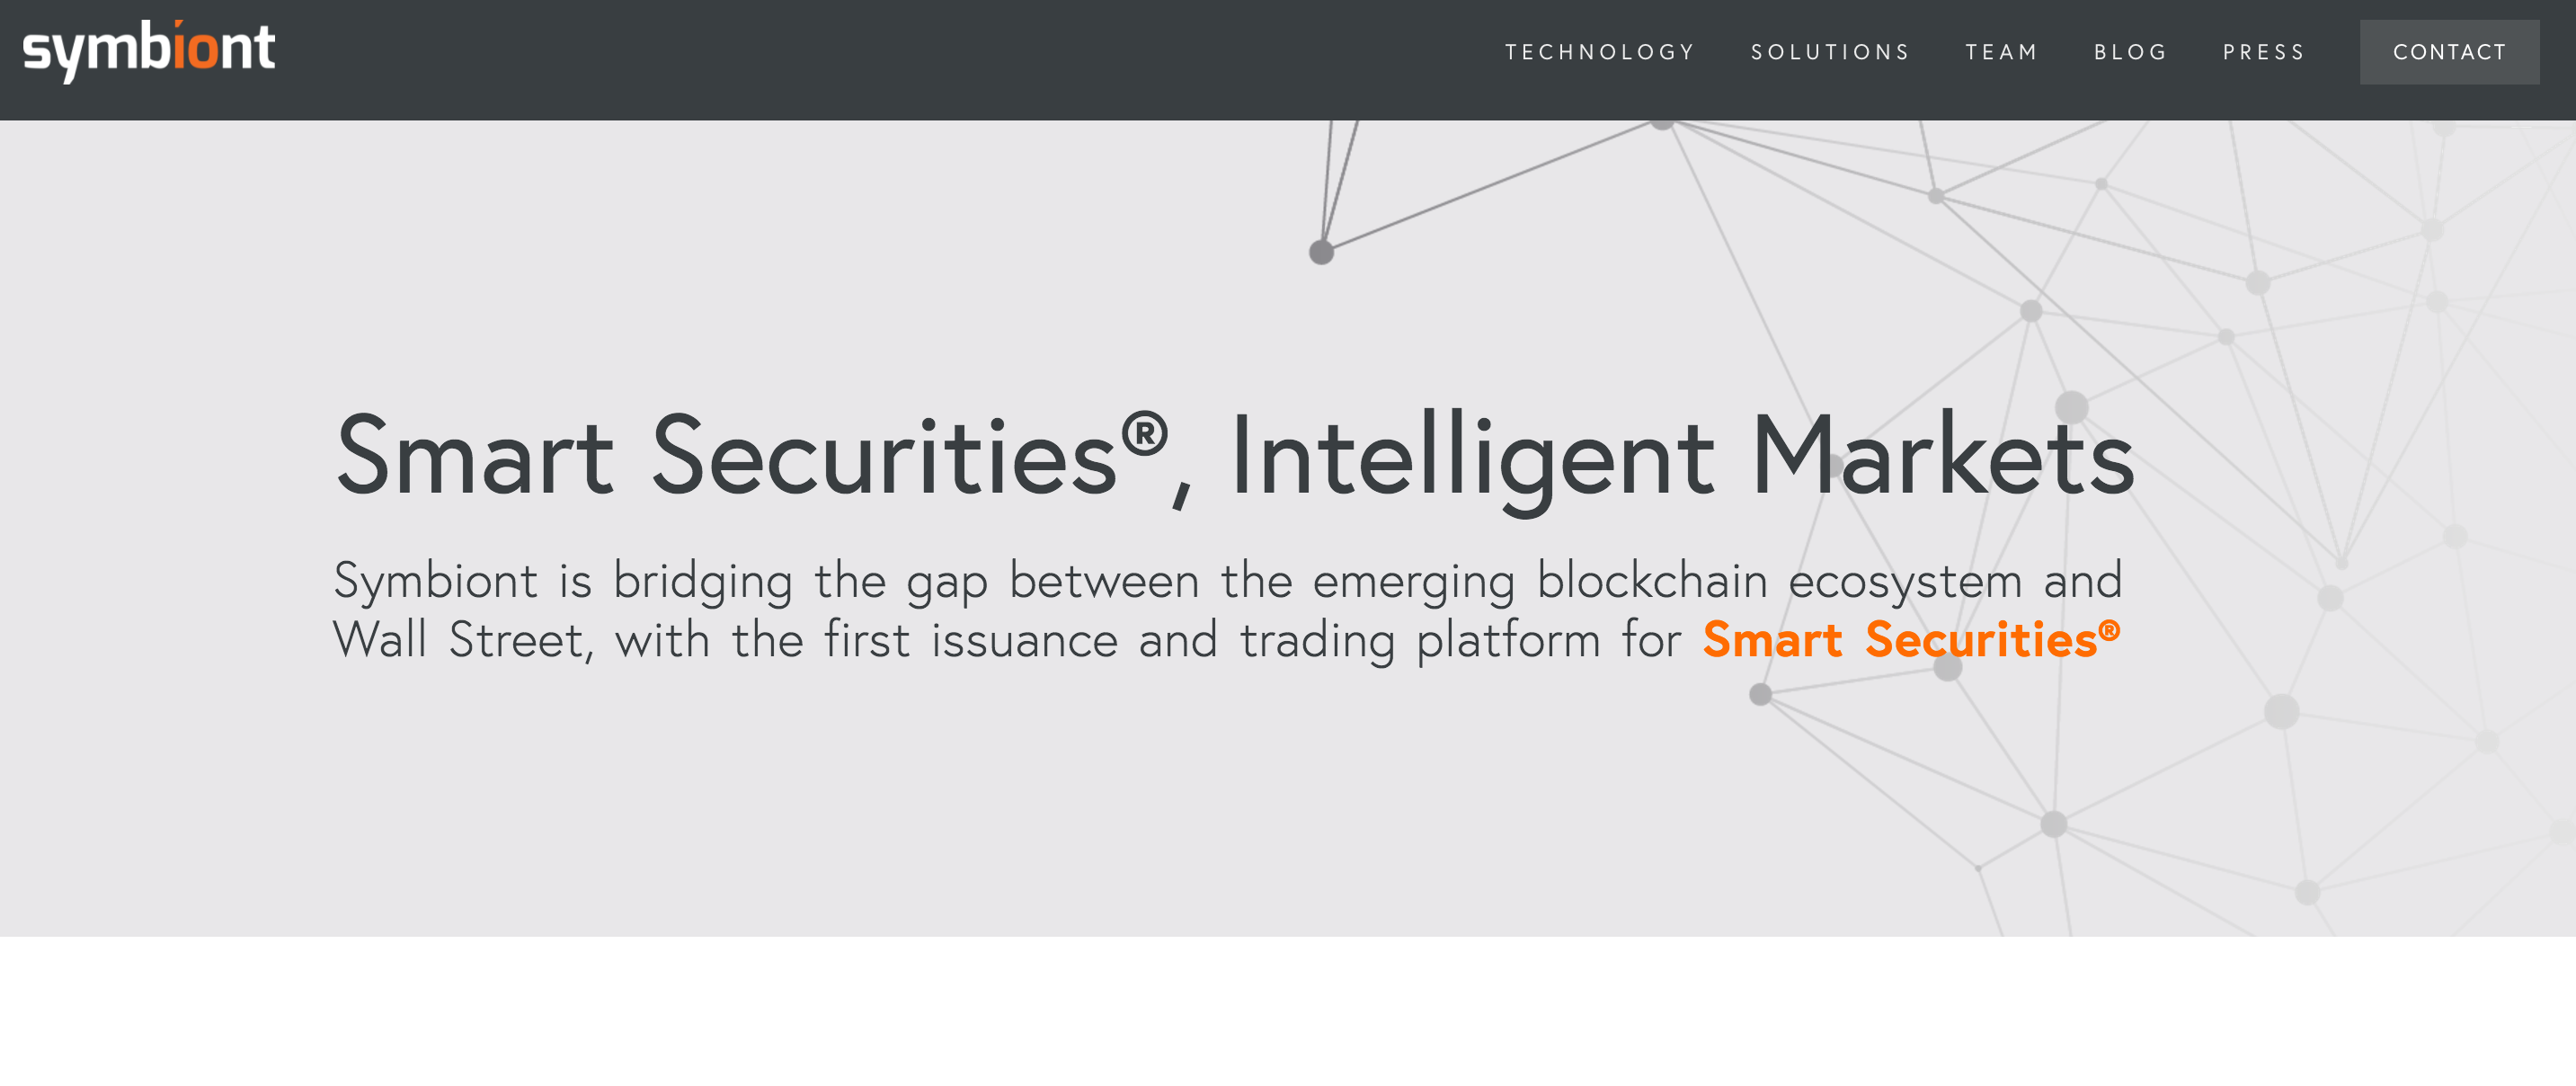 symbiont
TECHNOLOGY SOLUTIONS TEAM BLOG PRESS CONTACT
Smart Securities®, Intelligent Markets
Symbiont is bridging the gap between the emerging blockchain ecosystem and
Wall Street, with the first issuance and trading platform for Smart Securities®